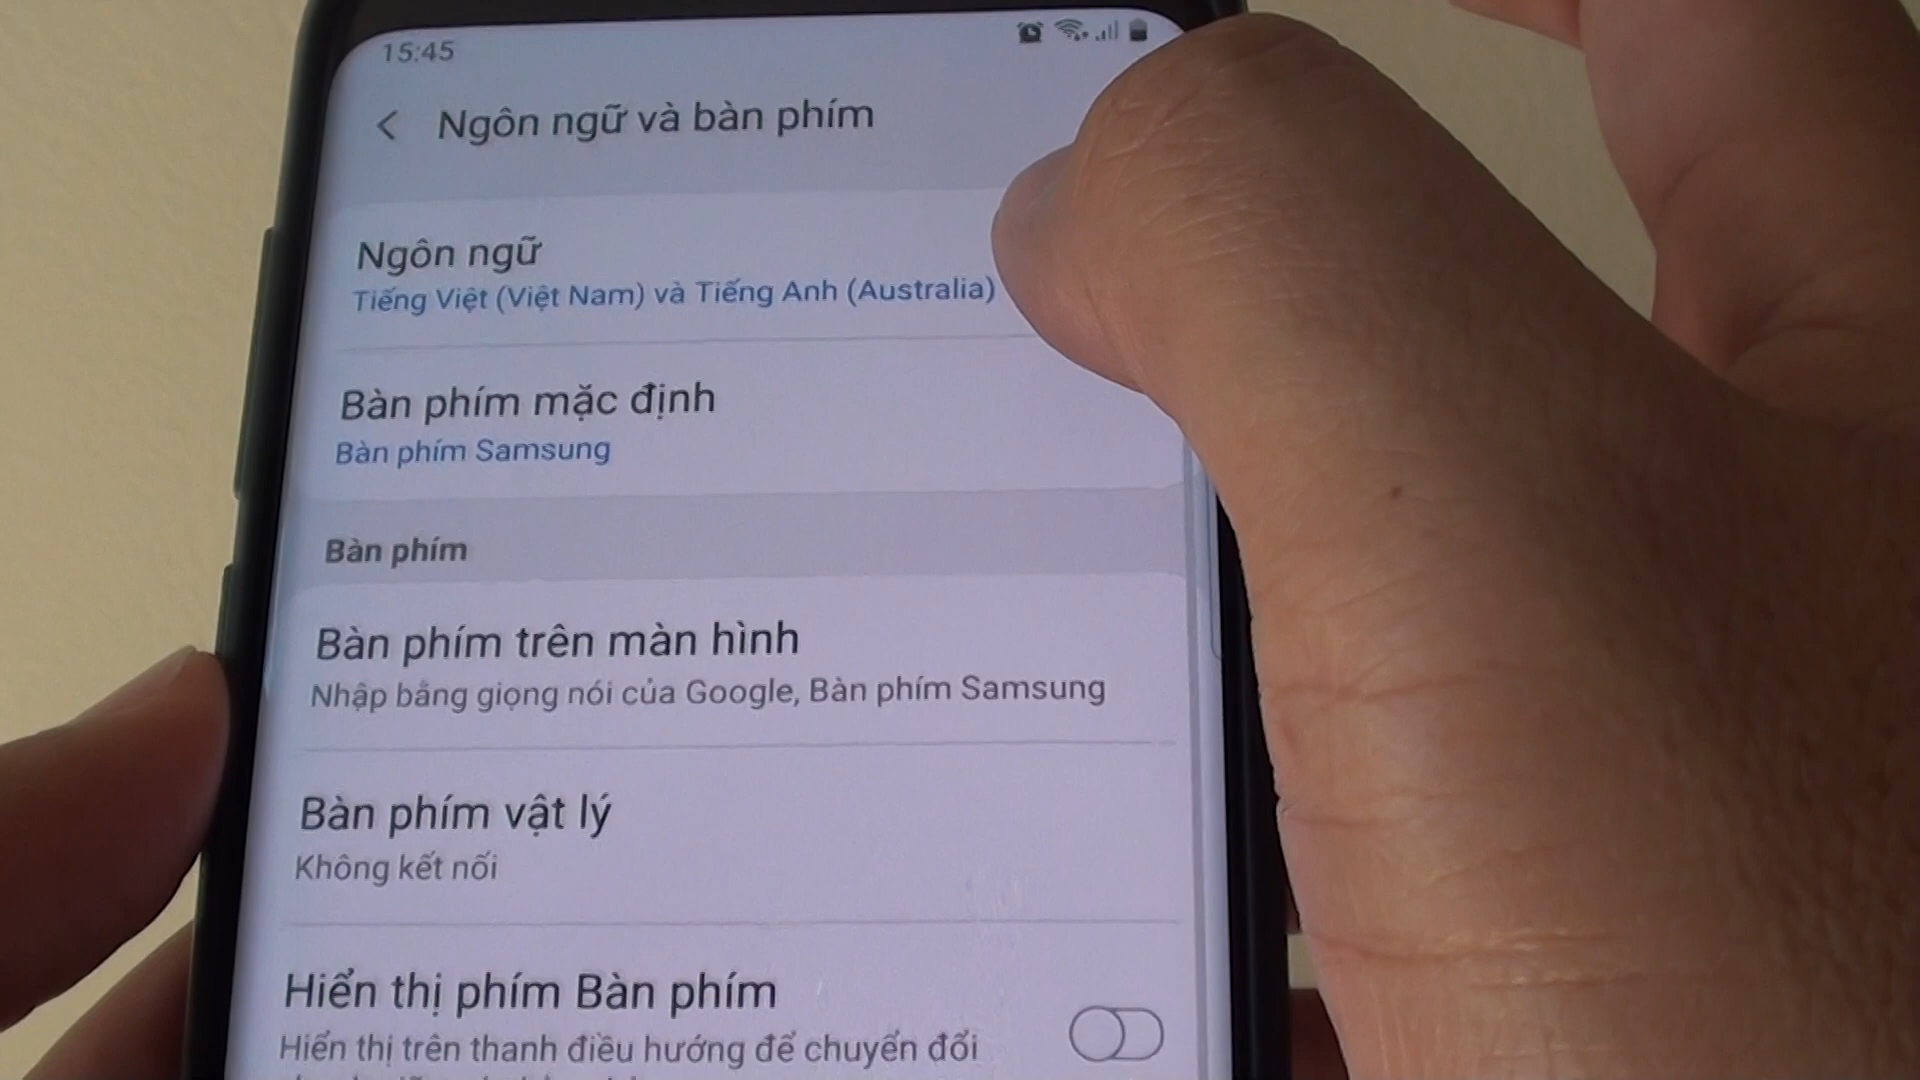 15:45
Ngôn ngữ và bàn phím
Ngôn ngữ
Tiếng Việt (Việt Nam) và Tiếng Anh (Australia)
Bàn phím mặc định
Bàn phím Samsung
Bàn phím
Bàn phím trên màn hình
Nhập bằng giọng nói của Google, Bàn phím Samsung
Bàn phím vật lý
Không kết nối
Hiển thị phím Bàn phím
Hiển thị trên thanh điều hướng để chuyển đổi